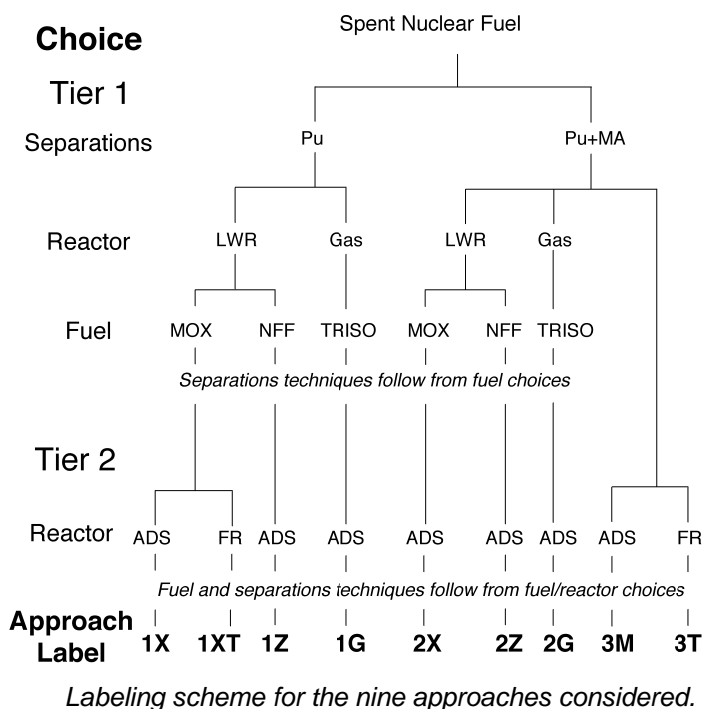 Spent Nuclear Fuel
Choice
Tier 1
Separations Pu Pu+MA
Reactor LWR Gas LWR Gas
Fuel MOX NFF TRISO MOX NFF TRISO
Separations techniques follow from fuel choices
Tier 2
Reactor ADS FR ADS ADS ADS ADS ADS ADS FR
Fuel and separations techniques follow from fuel/reactor choices
Approach
Label 1X 1XT 1Z 1G 2X 2Z 2G 3M 3T
Labeling scheme for the nine approaches considered.